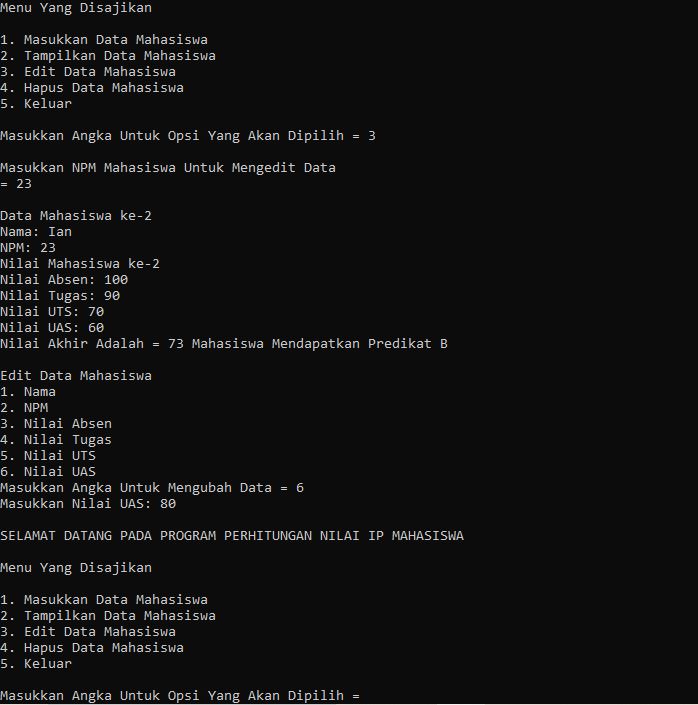 Menu Yang Disajikan
1. Masukkan Data Mahasiswa
2. Tampilkan Data Mahasiswa
3. Edit Data Mahasiswa
4. Hapus Data Mahasiswa
5. Keluar
Masukkan Angka Untuk Opsi Yang Akan Dipilih = 3
Masukkan NPM Mahasiswa Untuk Mengedit Data
= 23
Data Mahasiswa ke-2
Nama: Ian
NPM: 23
Nilai Mahasiswa ke-2
Nilai Absen: 100
Nilai Tugas: 90
Nilai UTS: 70
Nilai UAS: 60
Nilai Akhir Adalah = 73 Mahasiswa Mendapatkan Predikat B
Edit Data Mahasiswa
1. Nama
2. NPM
3. Nilai Absen
4. Nilai Tugas
5. Nilai UTS
6. Nilai UAS
Masukkan Angka Untuk Mengubah Data = 6
Masukkan Nilai UAS: 80
SELAMAT DATANG PADA PROGRAM PERHITUNGAN NILAI IP MAHASISWA
Menu Yang Disajikan
1. Masukkan Data Mahasiswa
2. Tampilkan Data Mahasiswa
3. Edit Data Mahasiswa
4. Hapus Data Mahasiswa
5. Keluar
Masukkan Angka Untuk Opsi Yang Akan Dipilih =